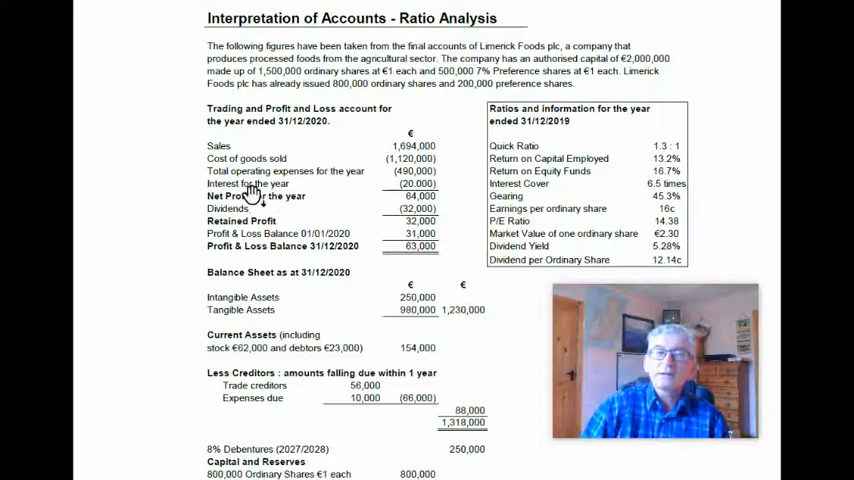 Interpretation of Accounts - Ratio Analysis
The following figures have been taken from the final accounts of Limerick Foods plc, a company that
produces processed foods from the agricultural sector. The company has an authorised capital of €2,000,000
made up of 1,500,000 ordinary shares at €1 each and 500,000 7% Preference shares at €1 each. Limerick
Foods plc has already issued 800,000 ordinary shares and 200,000 preference shares.
Trading and Profit and Loss account for
the year ended 31/12/2020.
€
Sales 1,694,000
Cost of goods sold (1,120,000)
Total operating expenses for the year (490,000)
Interest for the year (20.000)
Net for the year 64,000
Dividends (32,000)
Retained Profit 32,000
Profit & Loss Balance 01/01/2020 31,000
Profit & Loss Balance 31/12/2020 63,000
Ratios and information for the year
ended 31/12/2019
Quick Ratio 1.3 : 1
Return on Capital Employed 13.2%
Return on Equity Funds 16.7%
Interest Cover 6.5 times
Gearing 45.3%
Earnings per ordinary share 16c
P/E Ratio 14.38
Market Value of one ordinary share €2.30
Dividend Yield 5.28%
Dividend per Ordinary Share 12.14c
Balance Sheet as at 31/12/2020
€ €
Intangible Assets 250,000
Tangible Assets 980,000 1,230,000
Current Assets (including
stock €62,000 and debtors €23,000) 154,000
Less Creditors : amounts falling due within 1 year
Trade creditors 56,000
Expenses due 10,000 (66,000)
88,000
1,318,000
8% Debentures (2027/2028) 250,000
Capital and Reserves
800,000 Ordinary Shares €1 each 800,000